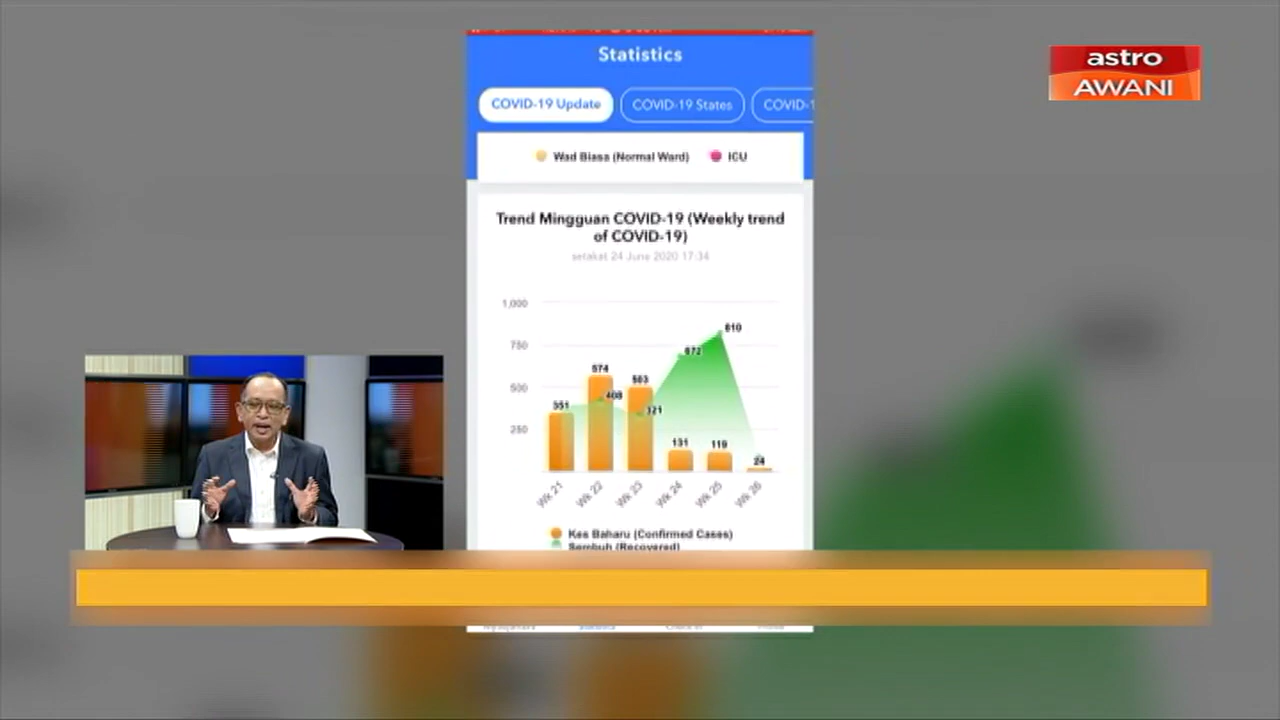 astro
AWANI
Statistics
COVID-19 Update
COVID-19 States
COVID-1
Wad Biasa (Normal Ward)
ICU
Trend Mingguan COVID-19 (Weekly trend
of COVID-19)
setakat 24 June 2020 17:34
1,000
750
500
250
351
574
408
503
321
131
672
119
810
24
Wk 21
Wk 22
Wk 23
Wk 24
Wk 25
Wk 26
Kes Baharu (Confirmed Cases)
Sembuh (Recovered)